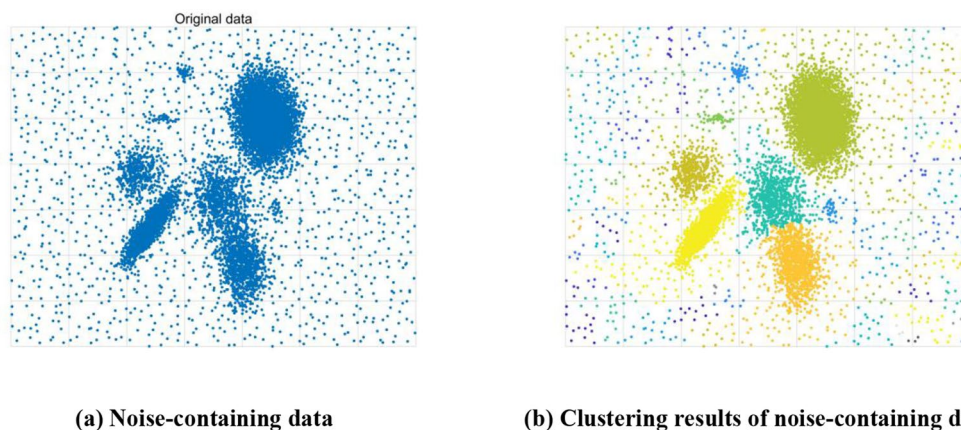 Original data
(a) Noise-containing data
(b) Clustering results of noise-containing d